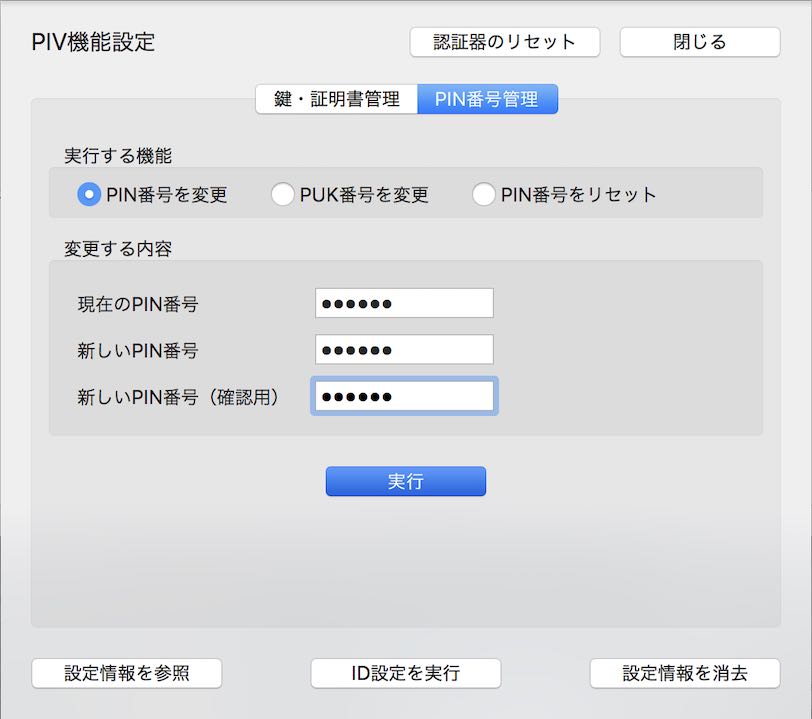 PIV機能設定
認証器のリセット
閉じる
鍵・証明書管理
PIN番号管理
実行する機能
PIN番号を変更
PUK番号を変更
PIN番号をリセット
変更する内容
現在のPIN番号
●●●●●●
新しいPIN番号
●●●●●●
新しいPIN番号（確認用）
●●●●●●
実行
設定情報を参照
ID設定を実行
設定情報を消去